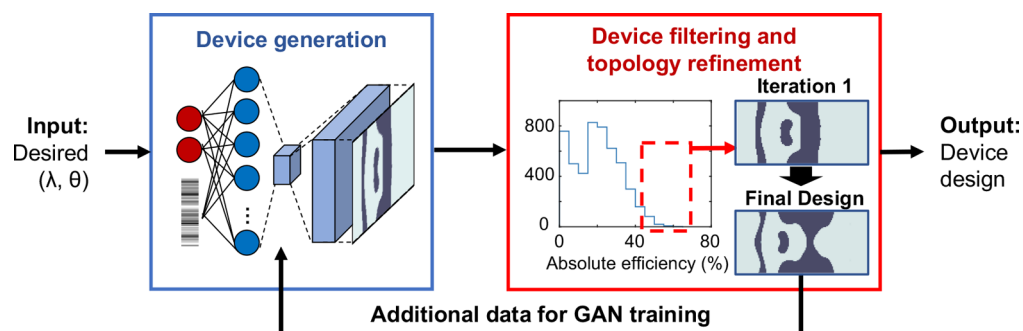 Device generation
Device filtering and
topology refinement
Input:
Desired
(λ, θ)
...
800
400
0
0
40
80
Absolute efficiency (%)
Iteration 1
Final Design
Output:
Device
design
Additional data for GAN training